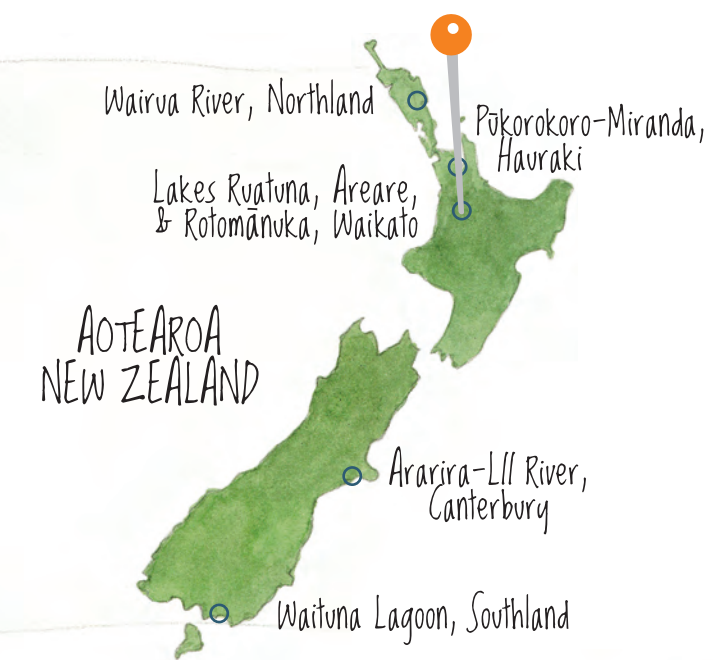 Wairua River, Northland
Pūkorokoro-Miranda,
Hauraki
Lakes Ruatuna, Areare,
& Rotomānuka, Waikato
AOTEAROA
NEW ZEALAND
Ararira-LII River,
Canterbury
Waituna Lagoon, Southland